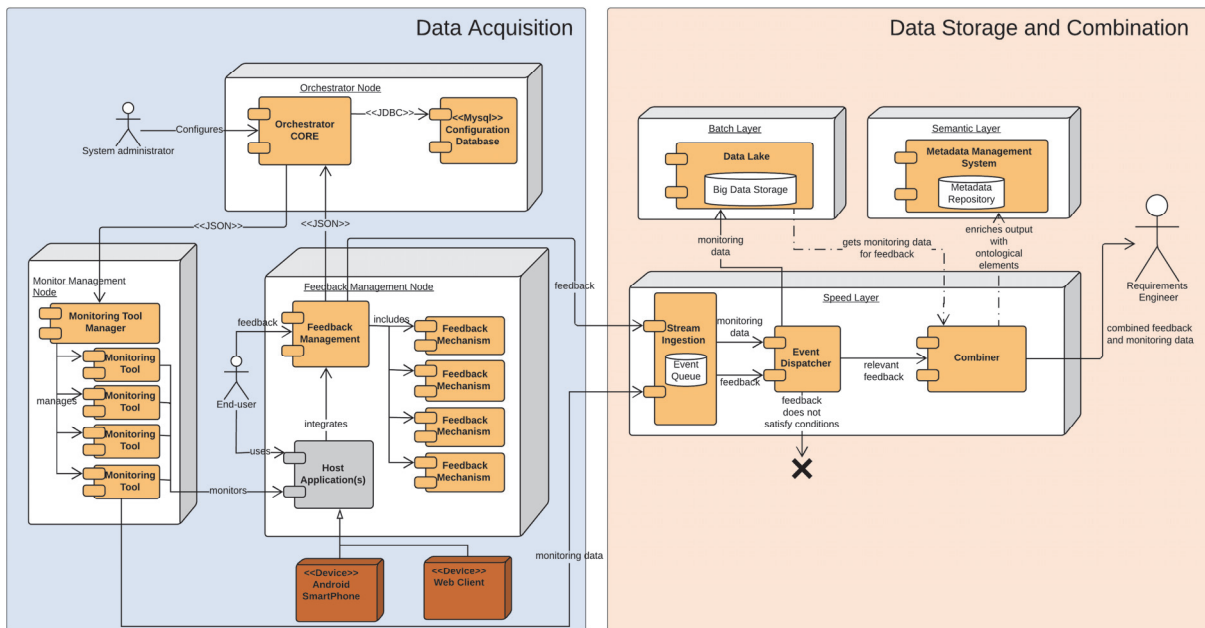 Data Acquisition
Data Storage and Combination
Orchestrator Node
Orchestrator
CORE
<<JDBC>>
<<Mysql>>
Configuration
Database
Configures
System administrator
<<JSON>>
<<JSON>>
Monitor Management
Node
Monitoring Tool
Manager
Monitoring
Tool
Monitoring
Tool
Monitoring
Tool
Monitoring
Tool
manages
monitors
Feedback Management Node
Feedback
Management
feedback
includes
Feedback
Mechanism
Feedback
Mechanism
Feedback
Mechanism
Feedback
Mechanism
End-user
integrates
uses
Host
Application(s)
<<Device>>
Android
SmartPhone
<<Device>>
Web Client
feedback
monitoring data
Batch Layer
Data Lake
Big Data Storage
Semantic Layer
Metadata Management
System
Metadata
Repository
monitoring
data
gets monitoring data
for feedback
enriches output
with
ontological
elements
Speed Layer
Stream
Ingestion
Event
Queue
monitoring
data
feedback
Event
Dispatcher
relevant
feedback
Combiner
feedback
does not
satisfy conditions
Requirements
Engineer
combined feedback
and monitoring data